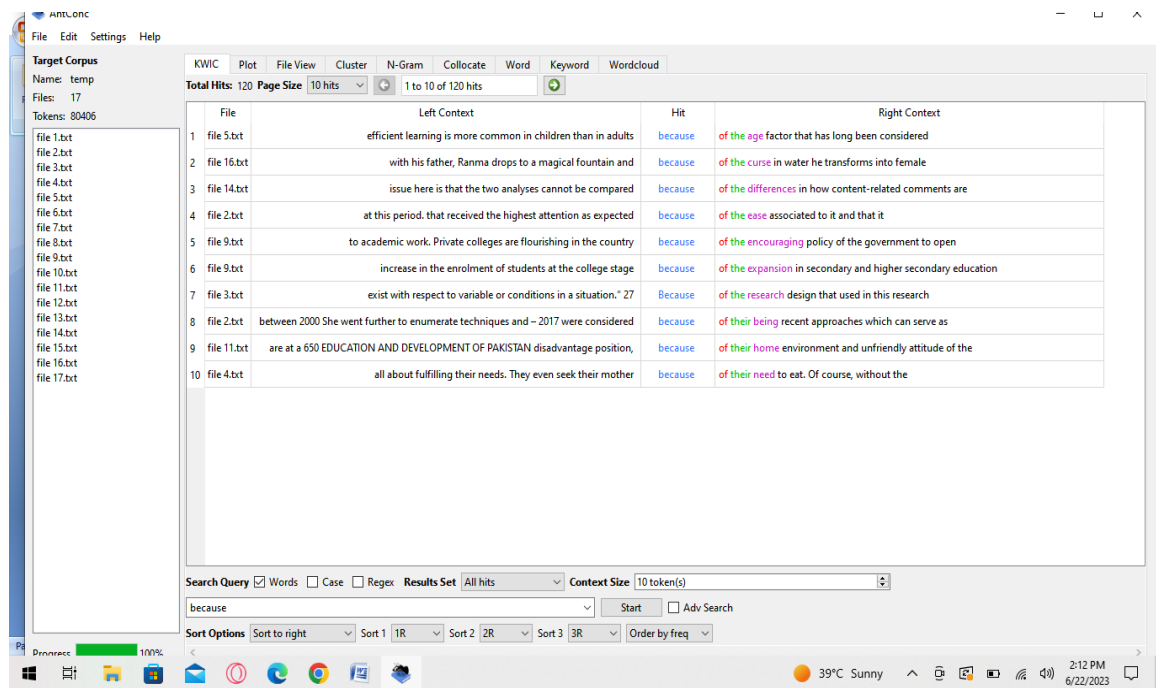 AntConc
File Edit Settings Help
Target Corpus
Name: temp
Files: 17
Tokens: 80406
file 1.txt
file 2.txt
file 3.txt
file 4.txt
file 5.txt
file 6.txt
file 7.txt
file 8.txt
file 9.txt
file 10.txt
file 11.txt
file 12.txt
file 13.txt
file 14.txt
file 15.txt
file 16.txt
file 17.txt
Progress 100%
KWIC Plot File View Cluster N-Gram Collocate Word Keyword Wordcloud
Total Hits: 120 Page Size 10 hits 1 to 10 of 120 hits
File Left Context Hit Right Context
1 file 5.txt efficient learning is more common in children than in adults because of the age factor that has long been considered
2 file 16.txt with his father, Ranma drops to a magical fountain and because of the curse in water he transforms into female
3 file 14.txt issue here is that the two analyses cannot be compared because of the differences in how content-related comments are
4 file 2.txt at this period. that received the highest attention as expected because of the ease associated to it and that it
5 file 9.txt to academic work. Private colleges are flourishing in the country because of the encouraging policy of the government to open
6 file 9.txt increase in the enrolment of students at the college stage because of the expansion in secondary and higher secondary education
7 file 3.txt exist with respect to variable or conditions in a situation." 27 Because of the research design that used in this research
8 file 2.txt between 2000 She went further to enumerate techniques and – 2017 were considered because of their being recent approaches which can serve as
9 file 11.txt are at a 650 EDUCATION AND DEVELOPMENT OF PAKISTAN disadvantage position, because of their home environment and unfriendly attitude of the
10 file 4.txt all about fulfilling their needs. They even seek their mother because of their need to eat. Of course, without the
Search Query Words Case Regex Results Set All hits Context Size 10 token(s)
because Start Adv Search
Sort Options Sort to right Sort 1 1R Sort 2 2R Sort 3 3R Order by freq
39°C Sunny 2:12 PM
6/22/2023